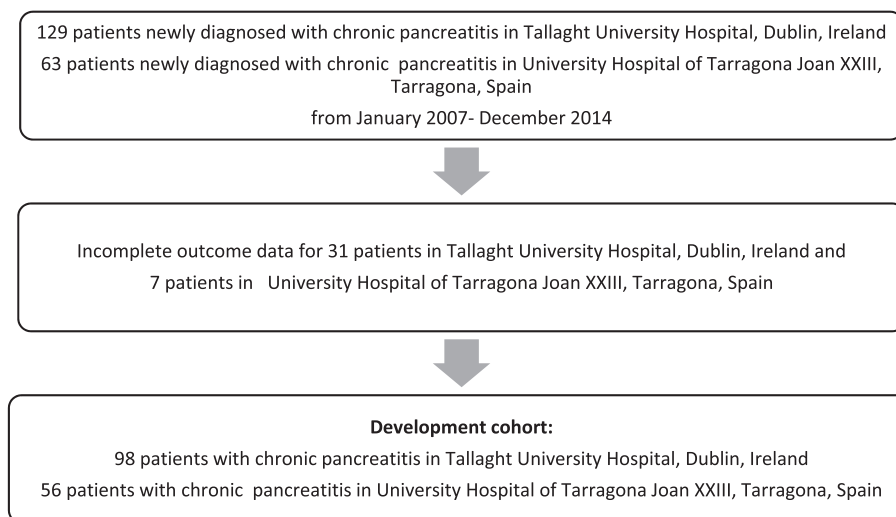 129 patients newly diagnosed with chronic pancreatitis in Tallaght University Hospital, Dublin, Ireland
63 patients newly diagnosed with chronic  pancreatitis in University Hospital of Tarragona Joan XXIII,
Tarragona, Spain
from January 2007- December 2014
Incomplete outcome data for 31 patients in Tallaght University Hospital, Dublin, Ireland and
7 patients in   University Hospital of Tarragona Joan XXIII, Tarragona, Spain
Development cohort:
98 patients with chronic pancreatitis in Tallaght University Hospital, Dublin, Ireland
56 patients with chronic  pancreatitis in University Hospital of Tarragona Joan XXIII, Tarragona, Spain